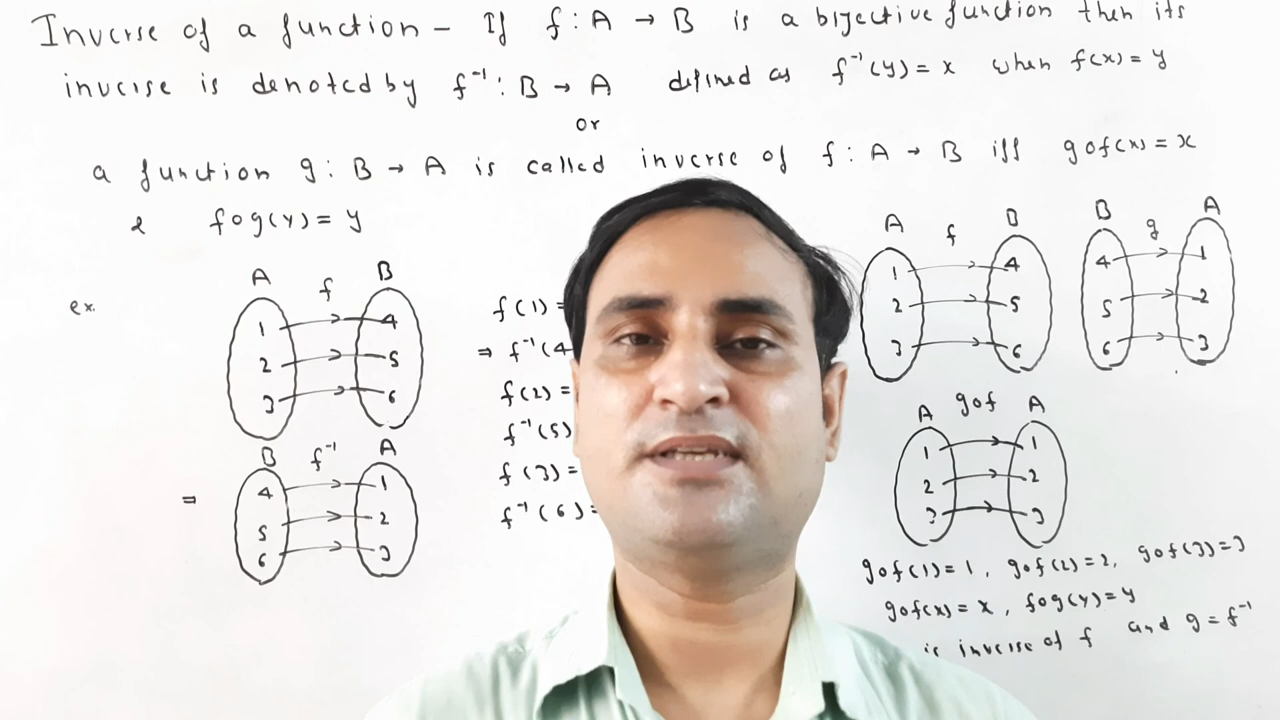 Inverse of a function - If f : A → B is a bijective function then its
inverse is denoted by f⁻¹ : B → A defined as f⁻¹(y) = x when f(x) = y
or
a function g : B → A is called inverse of f : A → B iff gof(x) = x
& fog(y) = y
ex.
A f B
1 4
2 5
3 6
= B f⁻¹ A
4 1
5 2
6 3
f(1) =
⇒ f⁻¹(4
f(2) =
f⁻¹(5)
f(3) =
f⁻¹(6) =
A f B
1 4
2 5
3 6
B g A
4 1
5 2
6 3
A gof A
1 1
2 2
3 3
gof(1) = 1, gof(2) = 2, gof(3) = 3
gof(x) = x, fog(y) = y
is inverse of f and g = f⁻¹